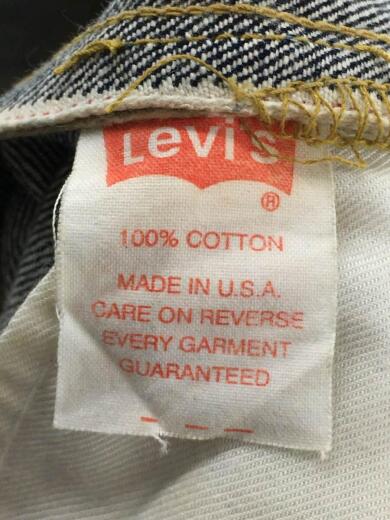 Levi's
®
100% COTTON
MADE IN U.S.A.
CARE ON REVERSE
EVERY GARMENT
GUARANTEED